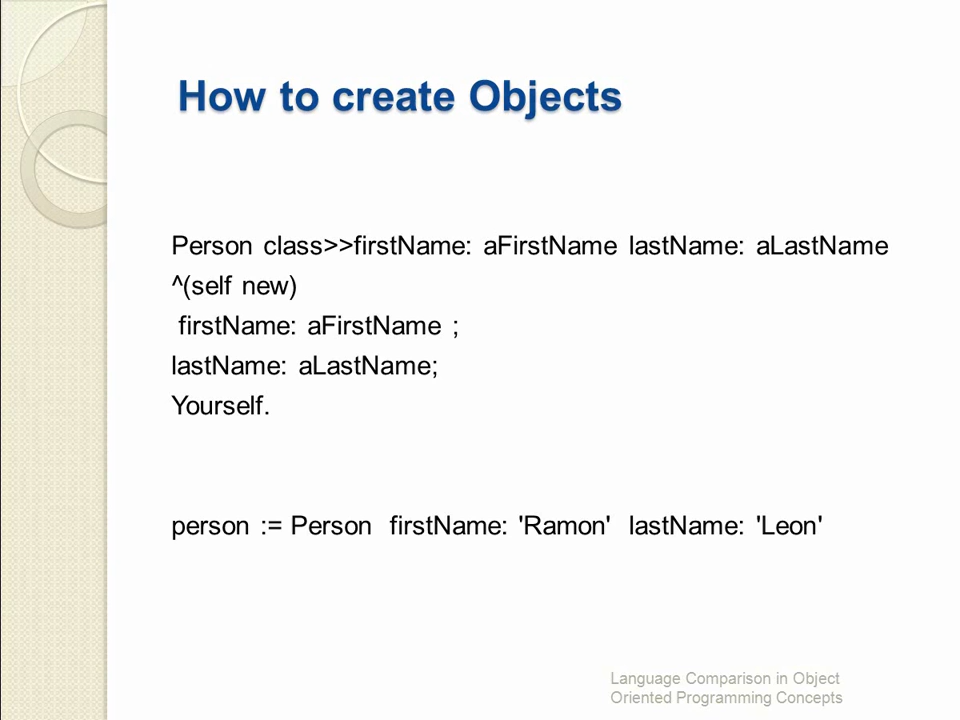 How to create Objects
Person class>>firstName: aFirstName lastName: aLastName
^(self new)
firstName: aFirstName ;
lastName: aLastName;
Yourself.
person := Person firstName: 'Ramon' lastName: 'Leon'
Language Comparison in Object
Oriented Programming Concepts